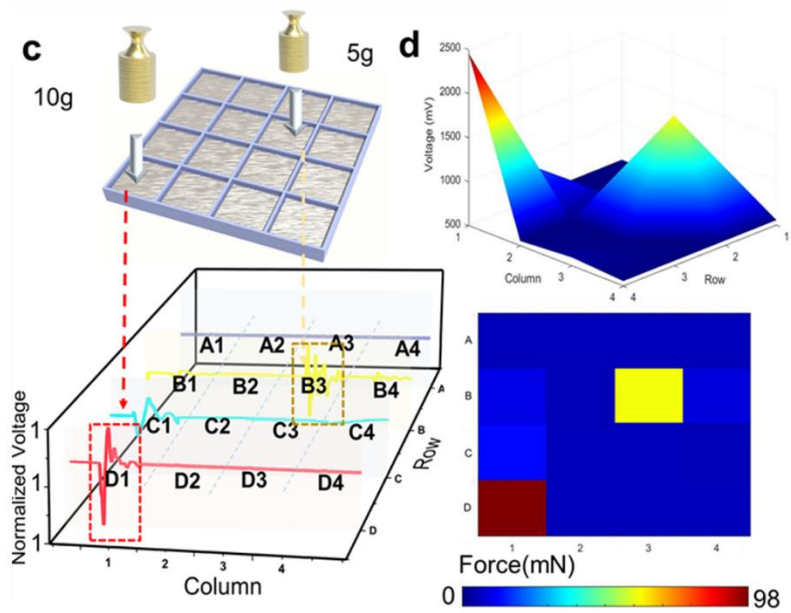 c
10g
5g
A1 A2 A3 A4
B1 B2 B3 B4
C1 C2 C3 C4
D1 D2 D3 D4
Normalized Voltage
1
1
1
1 2 3 4
Column
A
B
C
D
Row
d
Voltage (mV)
2500
2000
1500
1000
500
1 2 3 4
Column
4 3 2 1
Row
A
B
C
D
1 2 3 4
Force(mN)
0 98